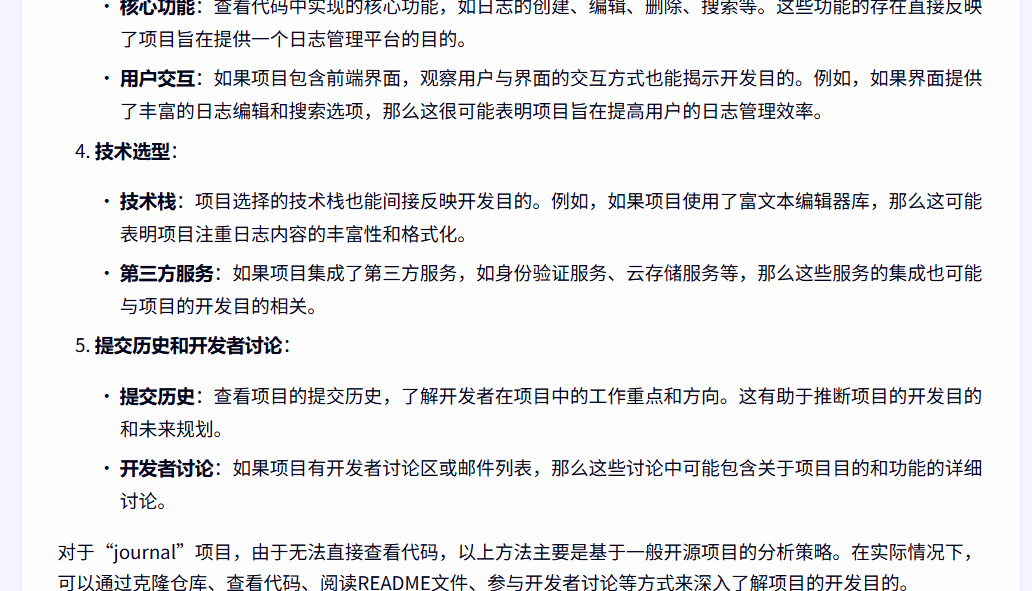 • 核心功能：查看代码中实现的核心功能，如日志的创建、编辑、删除、搜索等。这些功能的存在直接反映
了项目旨在提供一个日志管理平台的目的。
• 用户交互：如果项目包含前端界面，观察用户与界面的交互方式也能揭示开发目的。例如，如果界面提供
了丰富的日志编辑和搜索选项，那么这很可能表明项目旨在提高用户的日志管理效率。
4. 技术选型：
• 技术栈：项目选择的技术栈也能间接反映开发目的。例如，如果项目使用了富文本编辑器库，那么这可能
表明项目注重日志内容的丰富性和格式化。
• 第三方服务：如果项目集成了第三方服务，如身份验证服务、云存储服务等，那么这些服务的集成也可能
与项目的开发目的相关。
5. 提交历史和开发者讨论：
• 提交历史：查看项目的提交历史，了解开发者在项目中的工作重点和方向。这有助于推断项目的开发目的
和未来规划。
• 开发者讨论：如果项目有开发者讨论区或邮件列表，那么这些讨论中可能包含关于项目目的和功能的详细
讨论。
对于“journal”项目，由于无法直接查看代码，以上方法主要是基于一般开源项目的分析策略。在实际情况下，
可以通过克隆仓库、查看代码、阅读README文件、参与开发者讨论等方式来深入了解项目的开发目的。